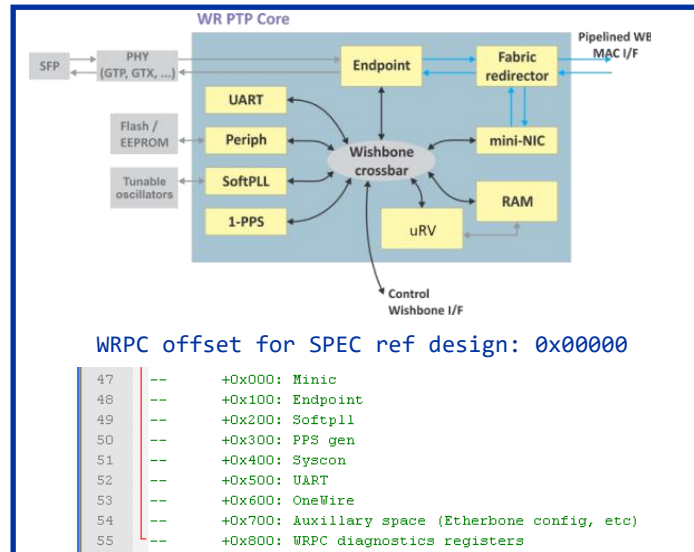 WR PTP Core
Pipelined WB
MAC I/F
SFP
PHY
(GTP, GTX, ...)
Endpoint
Fabric
redirector
UART
Flash /
EEPROM
Periph
Wishbone
crossbar
mini-NIC
Tunable
oscillators
SoftPLL
RAM
1-PPS
uRV
Control
Wishbone I/F
WRPC offset for SPEC ref design: 0x00000
47 -- +0x000: Minic
48 -- +0x100: Endpoint
49 -- +0x200: Softpll
50 -- +0x300: PPS gen
51 -- +0x400: Syscon
52 -- +0x500: UART
53 -- +0x600: OneWire
54 -- +0x700: Auxillary space (Etherbone config, etc)
55 -- +0x800: WRPC diagnostics registers